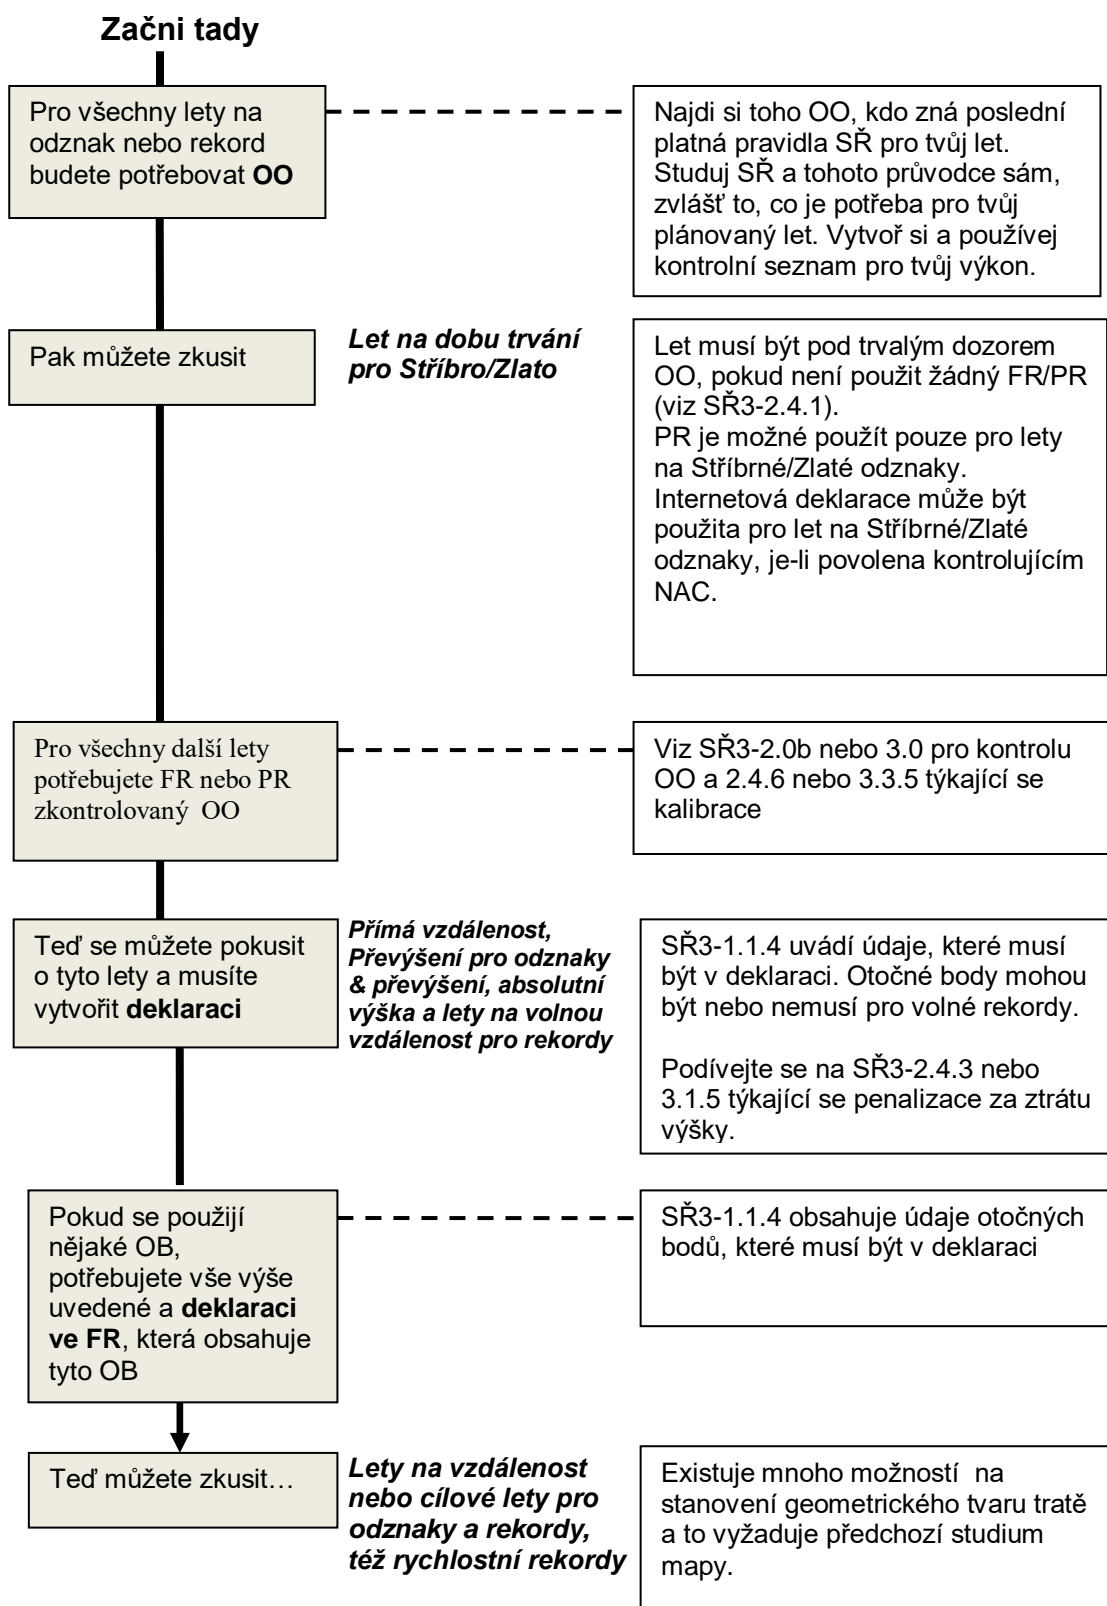 Začni tady
Pro všechny lety na
odznak nebo rekord
budete potřebovat OO
Najdi si toho OO, kdo zná poslední
platná pravidla SŘ pro tvůj let.
Studuj SŘ a tohoto průvodce sám,
zvlášť to, co je potřeba pro tvůj
plánovaný let. Vytvoř si a používej
kontrolní seznam pro tvůj výkon.
Pak můžete zkusit
Let na dobu trvání
pro Stříbro/Zlato
Let musí být pod trvalým dozorem
OO, pokud není použit žádný FR/PR
(viz SŘ3-2.4.1).
PR je možné použít pouze pro lety
na Stříbrné/Zlaté odznaky.
Internetová deklarace může být
použita pro let na Stříbrné/Zlaté
odznaky, je-li povolena kontrolujícím
NAC.
Pro všechny další lety
potřebujete FR nebo PR
zkontrolovaný OO
Viz SŘ3-2.0b nebo 3.0 pro kontrolu
OO a 2.4.6 nebo 3.3.5 týkající se
kalibrace
Teď se můžete pokusit
o tyto lety a musíte
vytvořit deklaraci
Přímá vzdálenost,
Převýšení pro odznaky
& převýšení, absolutní
výška a lety na volnou
vzdálenost pro rekordy
SŘ3-1.1.4 uvádí údaje, které musí
být v deklaraci. Otočné body mohou
být nebo nemusí pro volné rekordy.
Podívejte se na SŘ3-2.4.3 nebo
3.1.5 týkající se penalizace za ztrátu
výšky.
Pokud se použijí
nějaké OB,
potřebujete vše výše
uvedené a deklaraci
ve FR, která obsahuje
tyto OB
SŘ3-1.1.4 obsahuje údaje otočných
bodů, které musí být v deklaraci
Teď můžete zkusit…
Lety na vzdálenost
nebo cílové lety pro
odznaky a rekordy,
též rychlostní rekordy
Existuje mnoho možností na
stanovení geometrického tvaru tratě
a to vyžaduje předchozí studium
mapy.